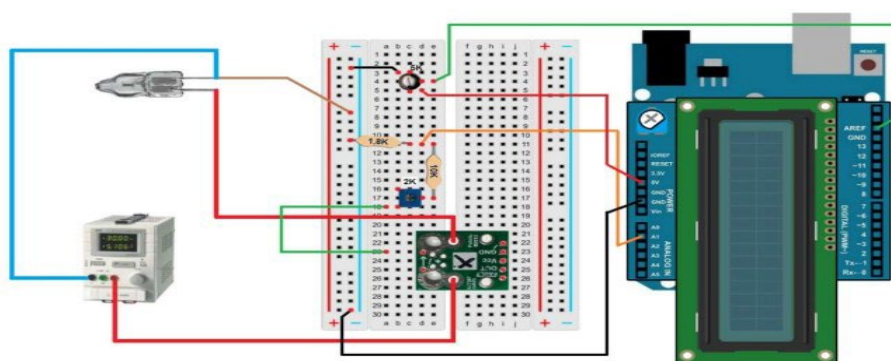 + − a b c d e f g h i j + −
5K
1.8K
10K
2K
GND
Vcc
OUT
RESET
AREF
GND
13
12
~11
~10
~9
8
7
~6
~5
4
~3
2
Tx→1
Rx←0
DIGITAL (PWM~)
IOREF
RESET
3.3V
5V
GND
GND
Vin
POWER
A0
A1
A2
A3
A4
A5
ANALOG IN
1
2
3
4
5
6
7
8
9
10
11
12
13
14
15
16
17
18
19
20
21
22
23
24
25
26
27
28
29
30
+ − + −